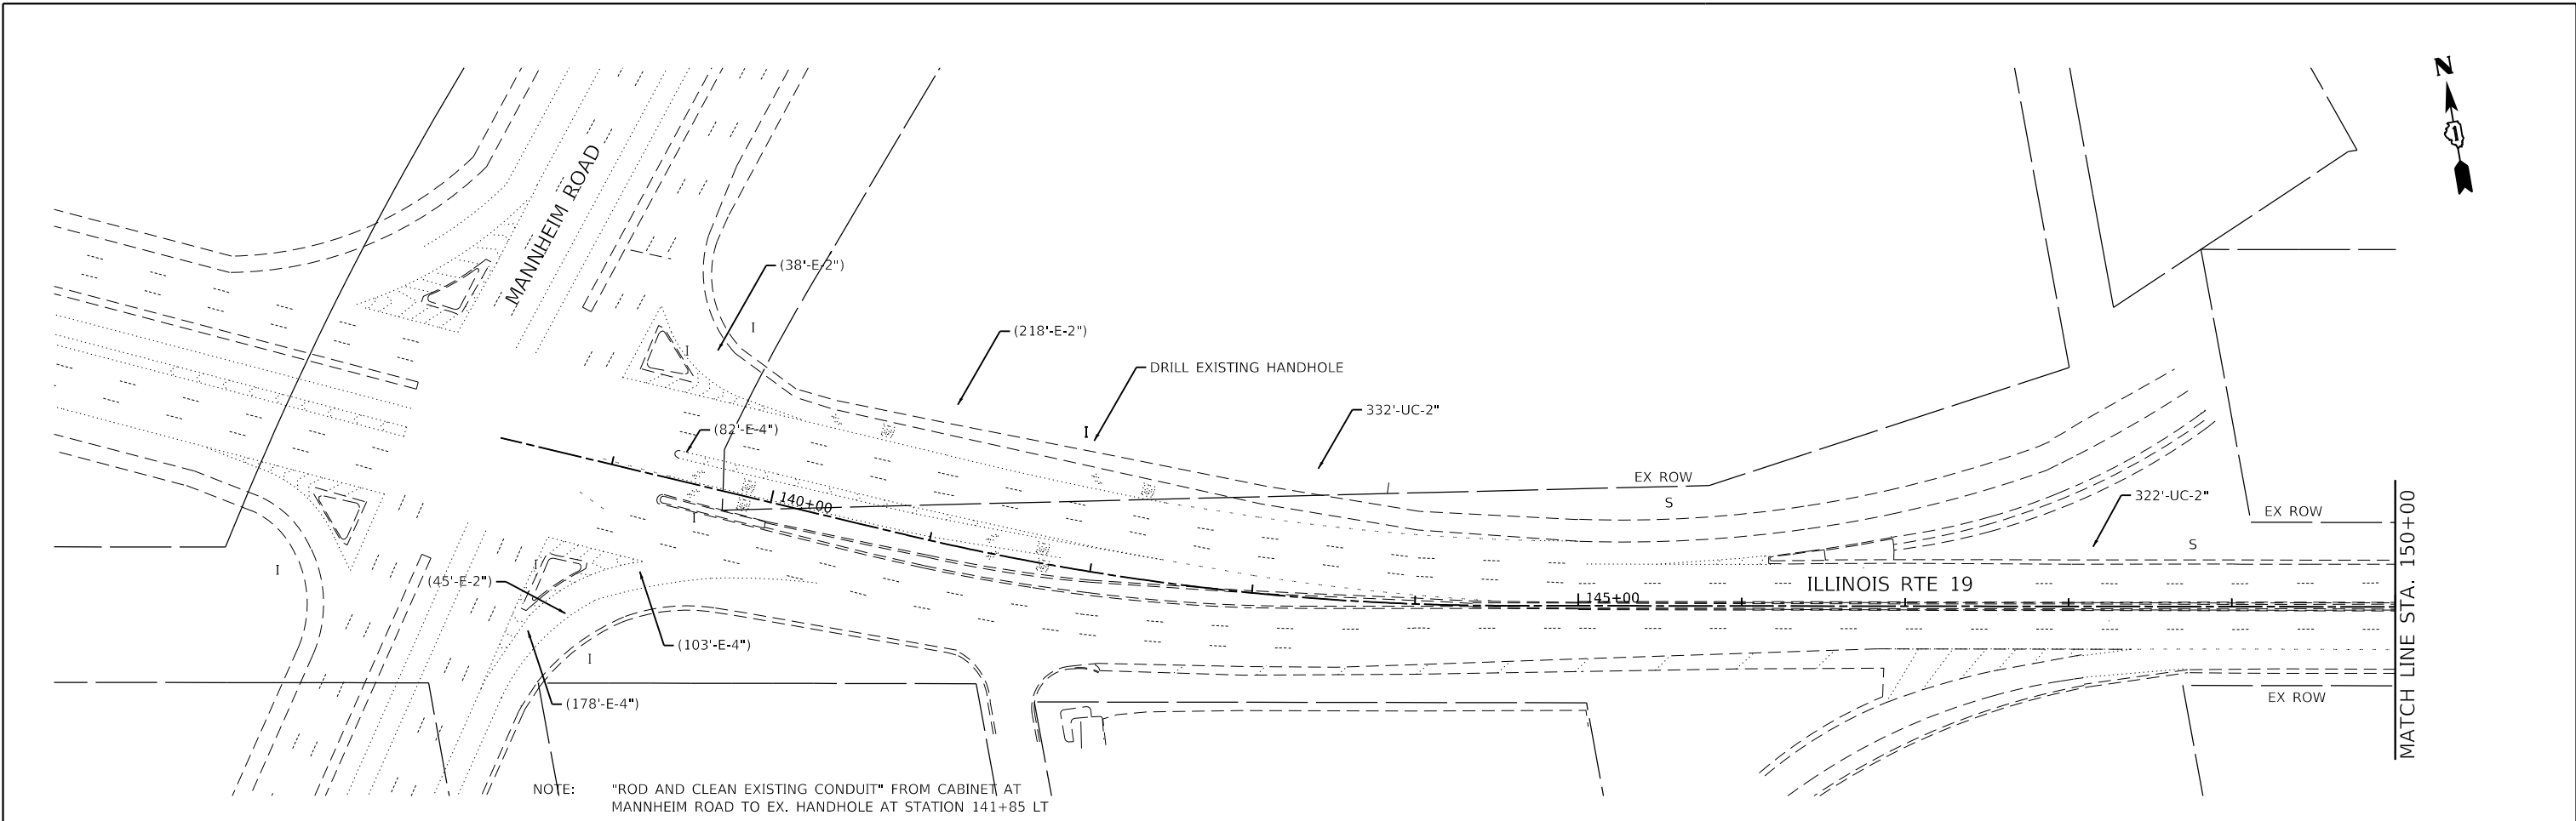 N
1
MANNHEIM ROAD
(38'-E-2")
I
(218'-E-2")
I
DRILL EXISTING HANDHOLE
332'-UC-2"
(82'-E-4")
I
EX ROW
S
322'-UC-2"
140+00
I
EX ROW
S
I
I
(45'-E-2")
ILLINOIS RTE 19
145+00
MATCH LINE STA. 150+00
(103'-E-4")
I
(178'-E-4")
EX ROW
NOTE: "ROD AND CLEAN EXISTING CONDUIT" FROM CABINET AT
MANNHEIM ROAD TO EX. HANDHOLE AT STATION 141+85 LT